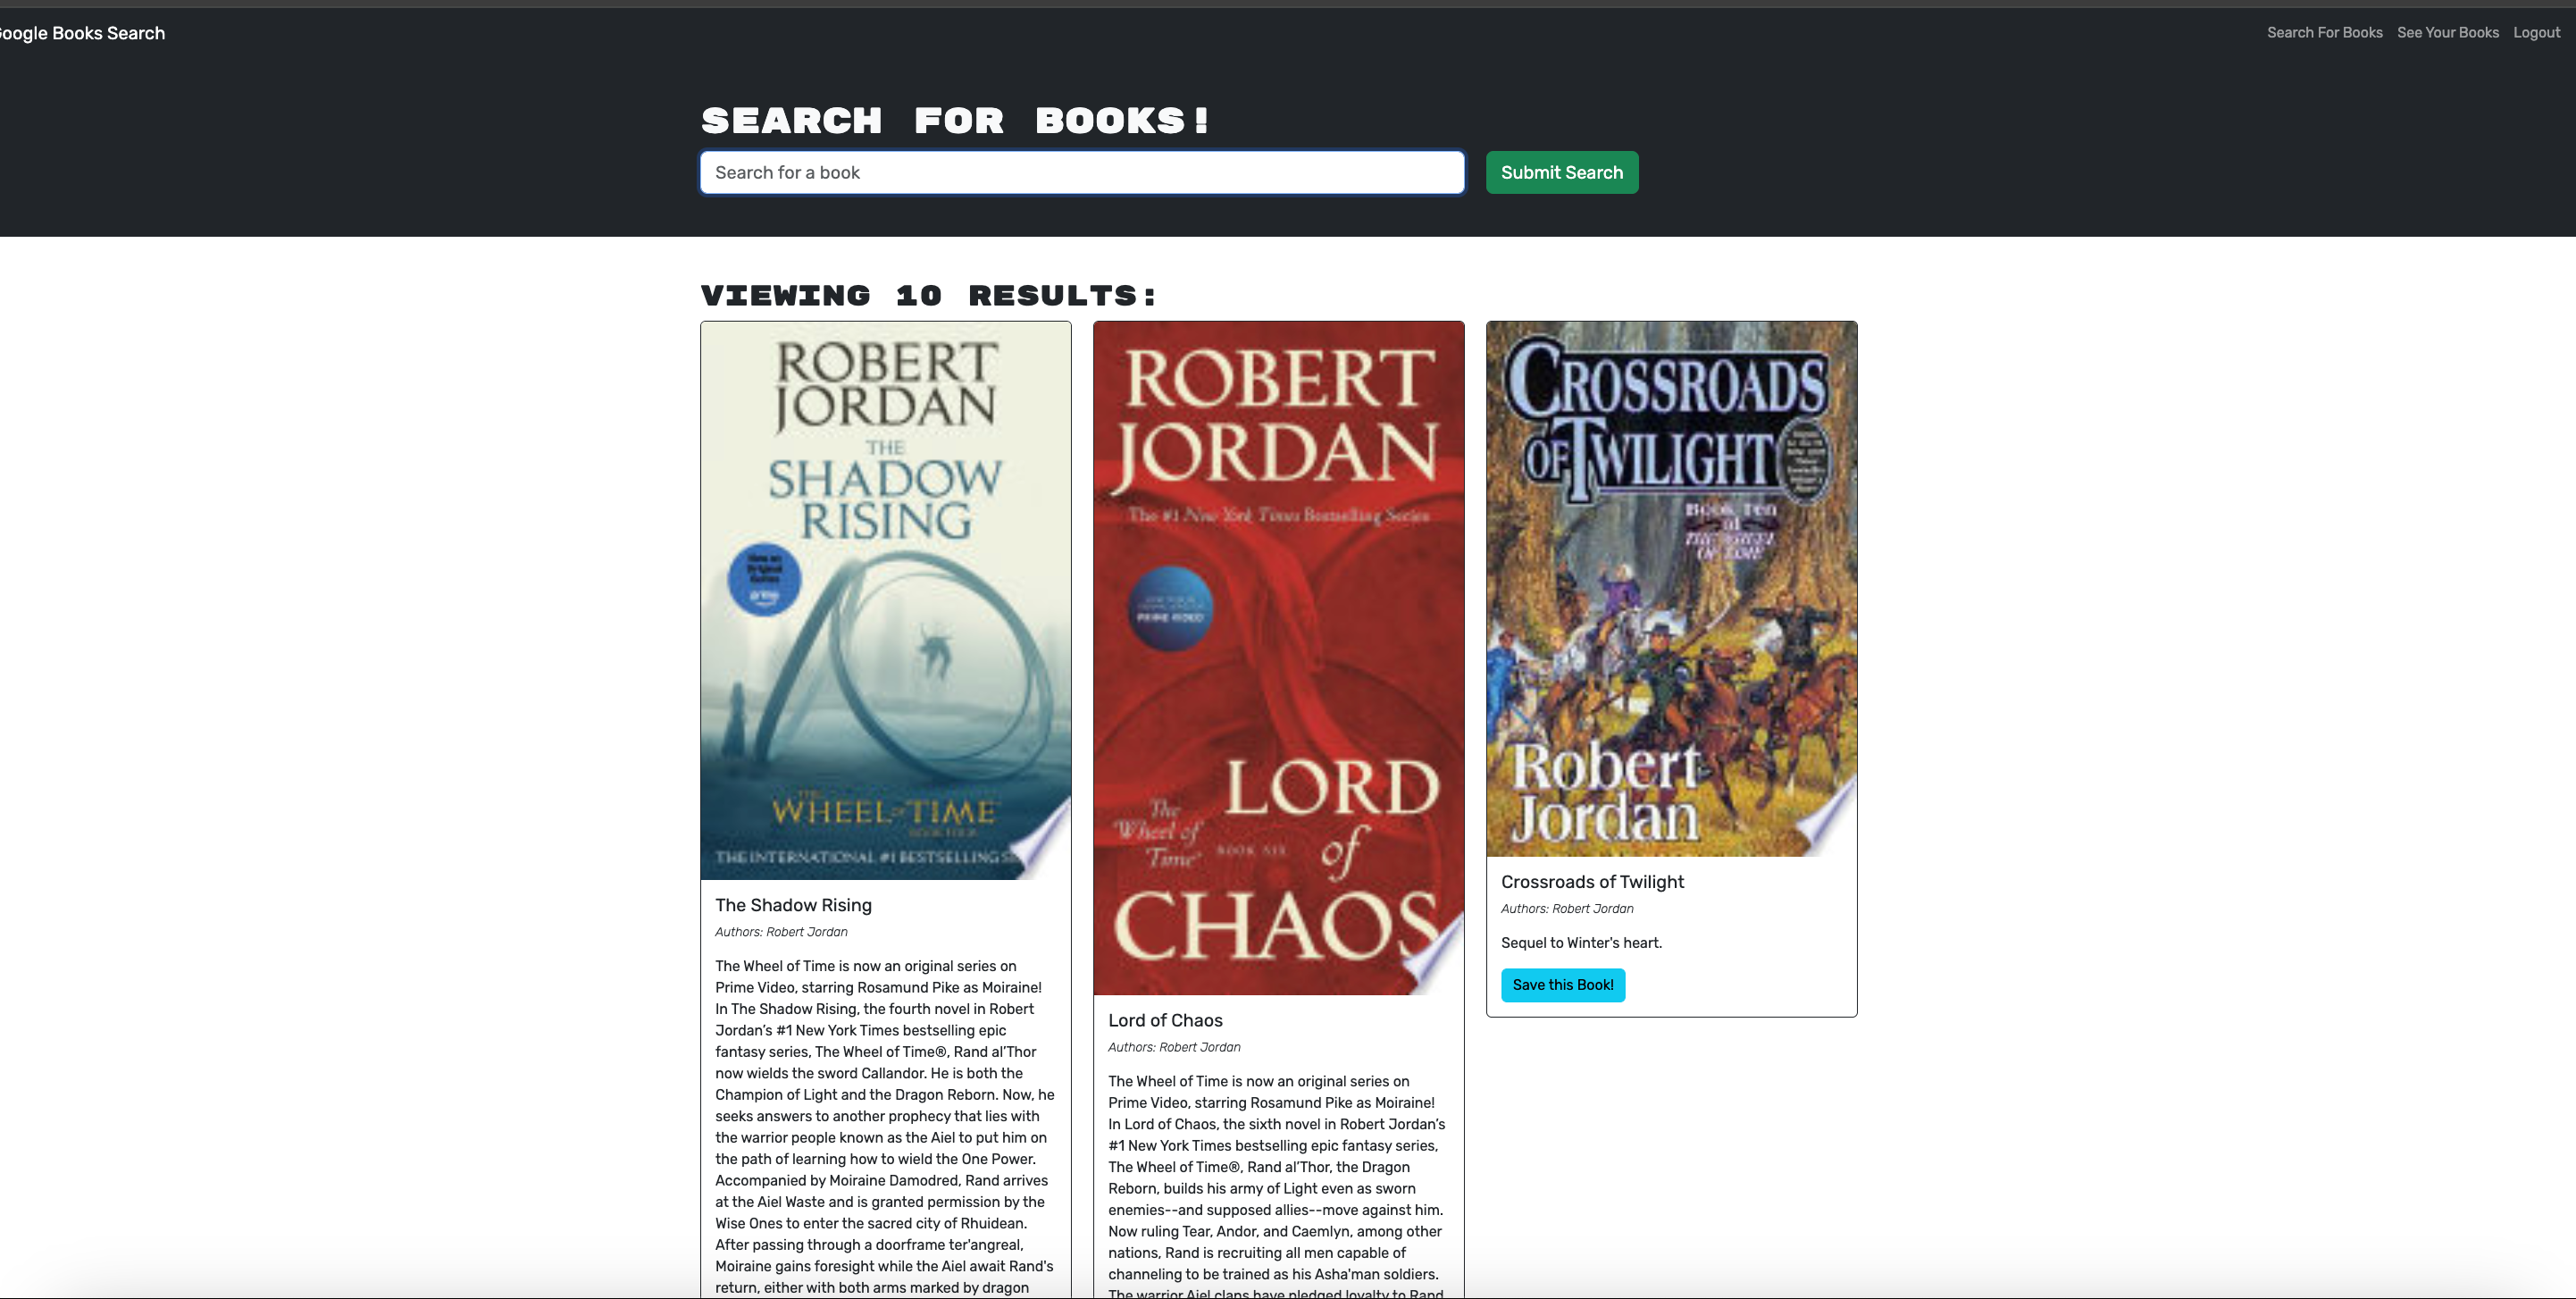 Google Books Search
Search For Books See Your Books Logout
SEARCH FOR BOOKS!
Search for a book
Submit Search
VIEWING 10 RESULTS:
ROBERT
JORDAN
THE
SHADOW
RISING
Now an
Original
Series
prime
THE
WHEEL OF TIME
BOOK FOUR
THE INTERNATIONAL #1 BESTSELLING
The Shadow Rising
Authors: Robert Jordan
The Wheel of Time is now an original series on
Prime Video, starring Rosamund Pike as Moiraine!
In The Shadow Rising, the fourth novel in Robert
Jordan’s #1 New York Times bestselling epic
fantasy series, The Wheel of Time®, Rand al’Thor
now wields the sword Callandor. He is both the
Champion of Light and the Dragon Reborn. Now, he
seeks answers to another prophecy that lies with
the warrior people known as the Aiel to put him on
the path of learning how to wield the One Power.
Accompanied by Moiraine Damodred, Rand arrives
at the Aiel Waste and is granted permission by the
Wise Ones to enter the sacred city of Rhuidean.
After passing through a doorframe ter'angreal,
Moiraine gains foresight while the Aiel await Rand's
return, either with both arms marked by dragon
ROBERT
JORDAN
The #1 New York Times Bestselling Series
PRIME VIDEO
The
Wheel of
Time
BOOK SIX
LORD
of
CHAOS
Lord of Chaos
Authors: Robert Jordan
The Wheel of Time is now an original series on
Prime Video, starring Rosamund Pike as Moiraine!
In Lord of Chaos, the sixth novel in Robert Jordan’s
#1 New York Times bestselling epic fantasy series,
The Wheel of Time®, Rand al’Thor, the Dragon
Reborn, builds his army of Light even as sworn
enemies--and supposed allies--move against him.
Now ruling Tear, Andor, and Caemlyn, among other
nations, Rand is recruiting all men capable of
channeling to be trained as his Asha'man soldiers.
The warrior Aiel clans have pledged loyalty to Rand
CROSSROADS
OF TWILIGHT
Book Ten
of
THE WHEEL
OF TIME
Robert
Jordan
Crossroads of Twilight
Authors: Robert Jordan
Sequel to Winter's heart.
Save this Book!